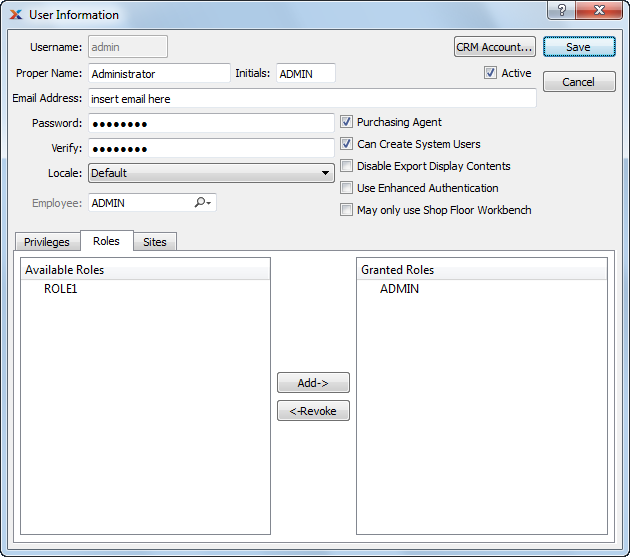 User Information
Username: admin CRM Account... Save
Proper Name: Administrator Initials: ADMIN Active Cancel
Email Address: insert email here
Password: ●●●●●●●● Purchasing Agent
Verify: ●●●●●●●● Can Create System Users
Locale: Default Disable Export Display Contents
Use Enhanced Authentication
Employee: ADMIN May only use Shop Floor Workbench
Privileges Roles Sites
Available Roles Granted Roles
ROLE1 ADMIN
Add->
<-Revoke